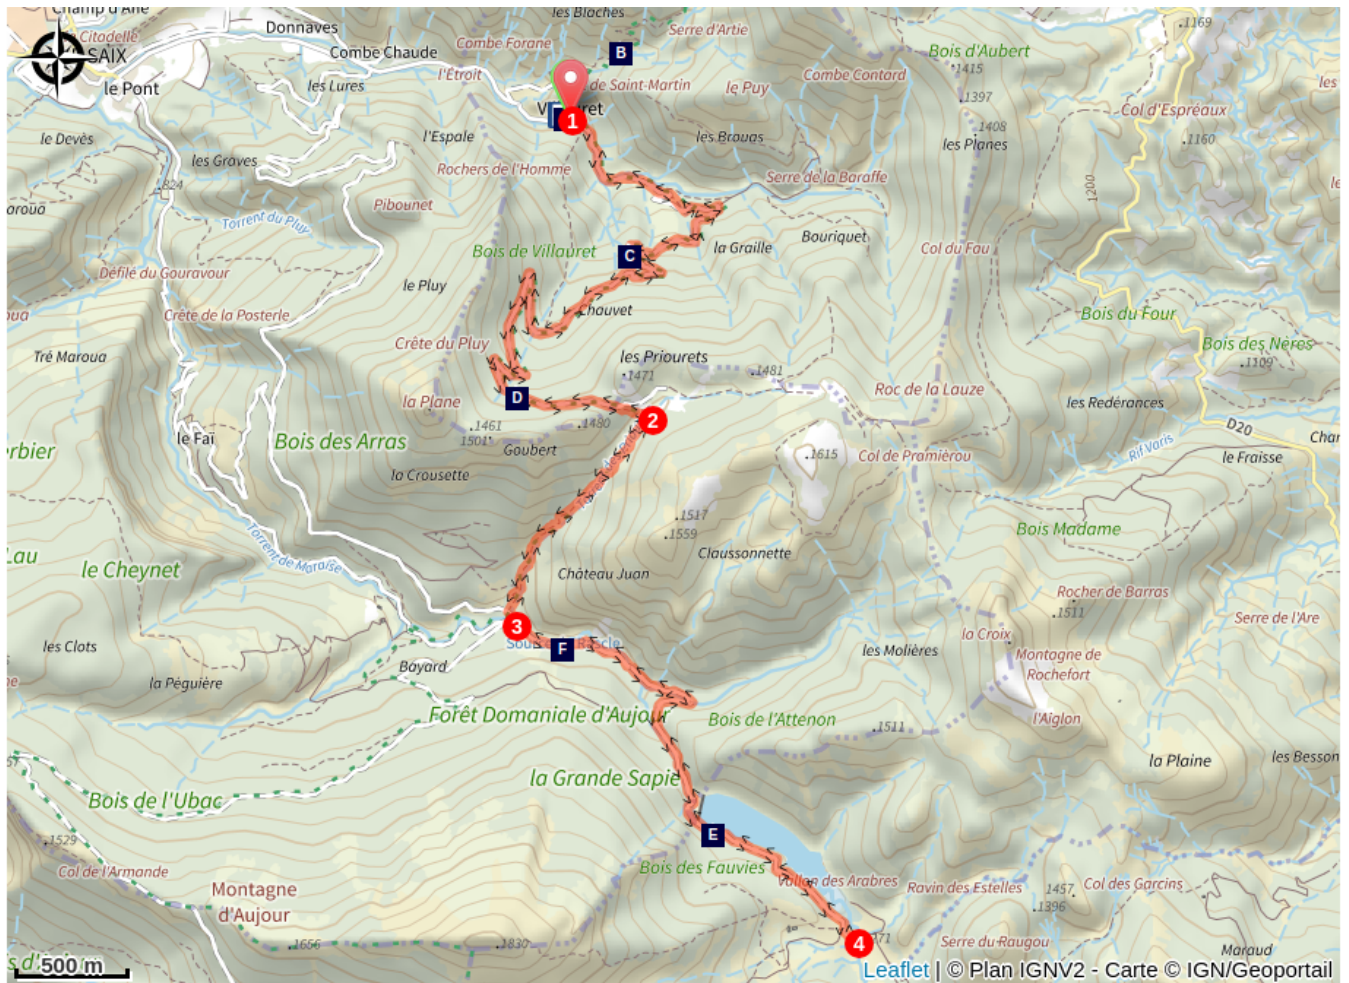 Champ d'Ane
Citadelle
SAIX
le Pont
Donnaves
Combe Chaude
les Blaches
Combe Forane
l'Étroit
les Lures
B
Serre d'Artie
de Saint-Martin
le Puy
Combe Contard
Bois d'Aubert
1415
1397
1408
les Planes
.1169
Col d'Espréaux
.1160
le Devès
les Graves
l'Espale
1
les Brouas
Rochers de l'Homme
Serre de la Baraffe
1200
824
Pibounet
Torrent du Pluy
Bois de Villauret
C
la Graille
Bouriquet
Col du Fau
Défilé du Gouravour
le Pluy
Crête de la Posterle
Chauvet
Bois du Four
Tré Maroua
Crête du Pluy
les Priourets
.1471
.1481
Bois des Nères
.1109
la Plane
D
Roc de la Lauze
les Redérances
2
.1461
1501
.1480
Goubert
D20
le Faï
Bois des Arras
la Crousette
.1615
Col de Pramièrou
Rif Varis
le Fraisse
.1517
.1559
Claussonnette
Bois Madame
Lau
le Cheynet
Torrent de Maraise
Château Juan
Rocher de Barras
.1511
Serre de l'Are
3
F
les Clots
Bayard
la Péguière
les Molières
la Croix
Montagne de
Rochefort
l'Aiglon
Forêt Domaniale d'Aujour
Bois de l'Attenon
.1511
la Plaine
les Besson
la Grande Sapie
Bois de l'Ubac
E
.1529
Col de l'Armande
Bois des Fauvies
Vallon des Arabres
Ravin des Estelles
1457
.1396
Col des Garcins
Montagne
d'Aujour
.1656
.1830
4
Serre du Raugou
Maraud
500 m
Leaflet | © Plan IGNV2 - Carte © IGN/Geoportail